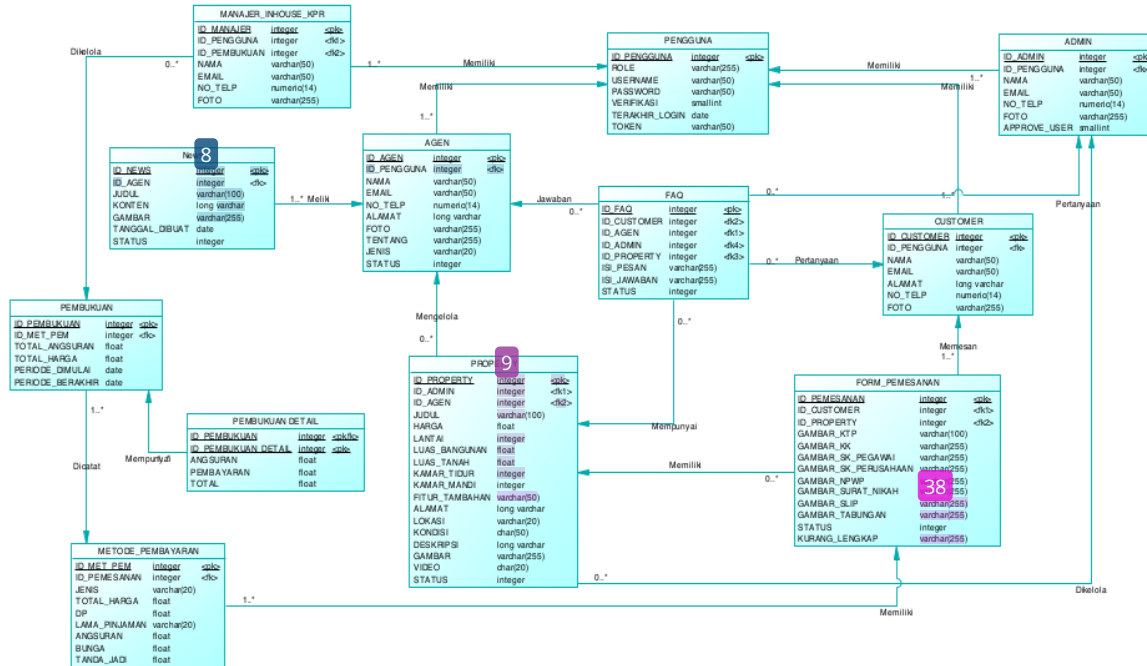 MANAJER_INHOUSE_KPR
ID_MANAJER integer <pk>
ID_PENGGUNA integer <fk1>
ID_PEMBUKUAN integer <fk2>
NAMA varchar(50)
EMAIL varchar(50)
NO_TELP numeric(14)
FOTO varchar(255)
Dikelola
0..*
1..*
Memiliki
PENGGUNA
ID_PENGGUNA integer <pk>
ROLE varchar(255)
USERNAME varchar(50)
PASSWORD varchar(50)
VERIFIKASI smallint
TERAKHIR_LOGIN date
TOKEN varchar(50)
Memiliki
1..*
Memiliki
1..*
Memiliki
ADMIN
ID_ADMIN integer
ID_PENGGUNA integer
NAMA varchar(50)
EMAIL varchar(50)
NO_TELP numeric(14)
FOTO varchar(255)
APPROVE_USER smallint
8
ID_NEWS integer <pk>
ID_AGEN integer <fk>
JUDUL varchar(100)
KONTEN long varchar
GAMBAR varchar(255)
TANGGAL_DIBUAT date
STATUS integer
1..* Meliki
AGEN
ID_AGEN integer <pk>
ID_PENGGUNA integer <fk>
NAMA varchar(50)
EMAIL varchar(50)
NO_TELP numeric(14)
ALAMAT long varchar
FOTO varchar(255)
TENTANG varchar(255)
JENIS varchar(20)
STATUS integer
Jawaban
0..*
FAQ
ID_FAQ integer <pk>
ID_CUSTOMER integer <fk2>
ID_AGEN integer <fk1>
ID_ADMIN integer <fk4>
ID_PROPERTY integer <fk3>
ISI_PESAN varchar(255)
ISI_JAWABAN varchar(255)
STATUS integer
0..*
1..*
Pertanyaan
0..* Pertanyaan
0..*
CUSTOMER
ID_CUSTOMER integer <pk>
ID_PENGGUNA integer <fk>
NAMA varchar(50)
EMAIL varchar(50)
ALAMAT long varchar
NO_TELP numeric(14)
FOTO varchar(255)
PEMBUKUAN
ID_PEMBUKUAN integer <pk>
ID_MET_PEM integer <fk>
TOTAL_ANGSURAN float
TOTAL_HARGA float
PERIODE_DIMULAI date
PERIODE_BERAKHIR date
Mengelola
0..*
Memesan
1..*
9
ID_PROPERTY integer <pk>
ID_ADMIN integer <fk1>
ID_AGEN integer <fk2>
JUDUL varchar(100)
HARGA float
LANTAI integer
LUAS_BANGUNAN float
LUAS_TANAH float
KAMAR_TIDUR integer
KAMAR_MANDI integer
FITUR_TAMBAHAN varchar(50)
ALAMAT long varchar
LOKASI varchar(20)
KONDISI char(50)
DESKRIPSI long varchar
GAMBAR varchar(255)
VIDEO char(20)
STATUS integer
FORM_PEMESANAN
ID_PEMESANAN integer <pk>
ID_CUSTOMER integer <fk1>
ID_PROPERTY integer <fk2>
GAMBAR_KTP varchar(100)
GAMBAR_KK varchar(255)
GAMBAR_SK_PEGAWAI varchar(255)
GAMBAR_SK_PERUSAHAAN varchar(255)
GAMBAR_NPWP
GAMBAR_SURAT_NIKAH
38
GAMBAR_SLIP varchar(255)
GAMBAR_TABUNGAN varchar(255)
STATUS integer
KURANG_LENGKAP varchar(255)
1..*
Dicatat
PEMBUKUAN DETAIL
ID_PEMBUKUAN integer <pk,fk>
ID_PEMBUKUAN DETAIL integer <pk>
ANGSURAN float
PEMBAYARAN float
TOTAL float
Mempunyai
Memiliki
0..*
METODE_PEMBAYARAN
ID_MET_PEM integer <pk>
ID_PEMESANAN integer <fk>
JENIS varchar(20)
TOTAL_HARGA float
DP float
LAMA_PINJAMAN varchar(20)
ANGSURAN float
BUNGA float
TANDA_JADI float
0..*
Dikelola
1..*
Memiliki